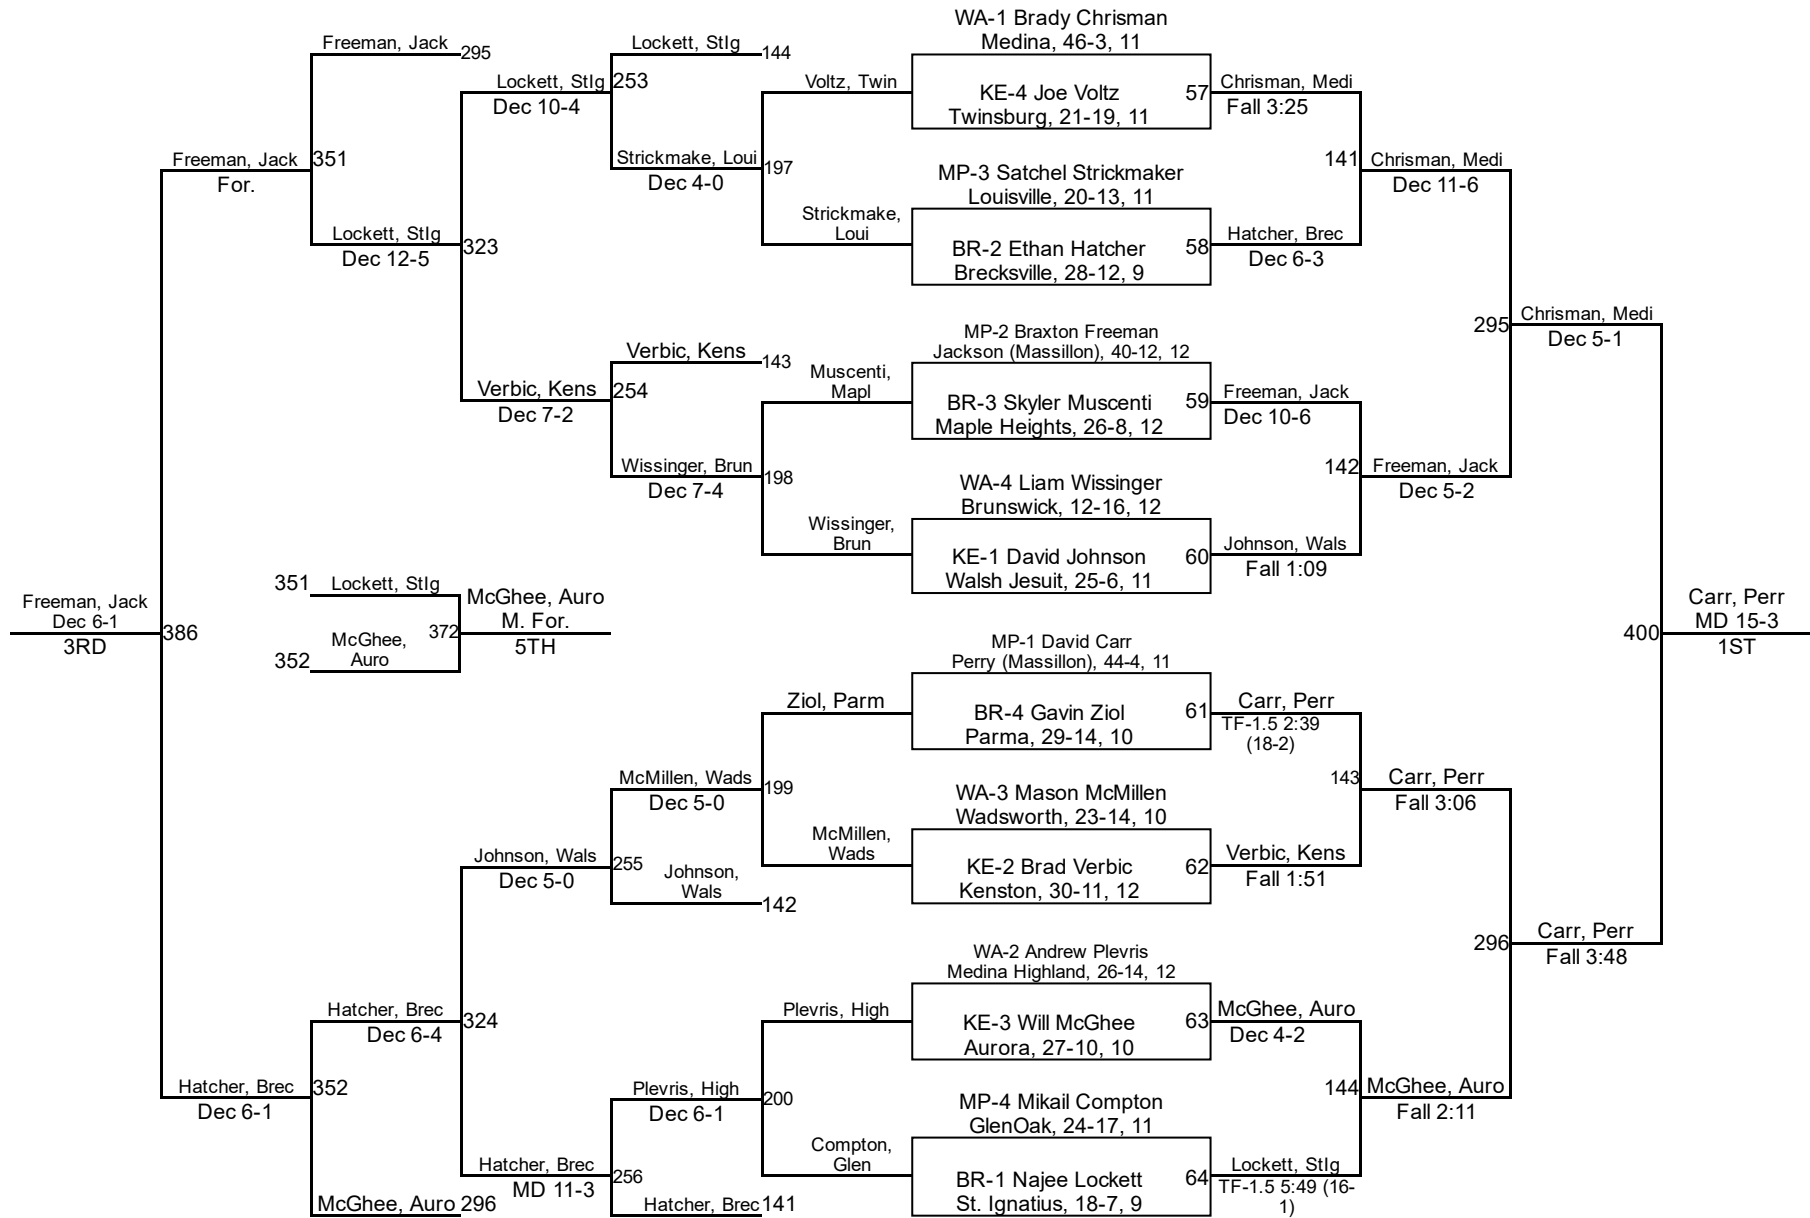 WA-1 Brady Chrisman
Medina, 46-3, 11
Freeman, Jack
295
Lockett, StIg
144
Lockett, StIg
253
Dec 10-4
Voltz, Twin
KE-4 Joe Voltz
Twinsburg, 21-19, 11
57
Chrisman, Medi
Fall 3:25
Freeman, Jack
351
For.
Strickmake, Loui
197
Dec 4-0
MP-3 Satchel Strickmaker
Louisville, 20-13, 11
141
Chrisman, Medi
Dec 11-6
Lockett, StIg
323
Dec 12-5
Strickmake,
Loui
BR-2 Ethan Hatcher
Brecksville, 28-12, 9
58
Hatcher, Brec
Dec 6-3
MP-2 Braxton Freeman
Jackson (Massillon), 40-12, 12
295
Chrisman, Medi
Dec 5-1
Verbic, Kens
143
Verbic, Kens
254
Dec 7-2
Muscenti,
Mapl
BR-3 Skyler Muscenti
Maple Heights, 26-8, 12
59
Freeman, Jack
Dec 10-6
Wissinger, Brun
198
Dec 7-4
WA-4 Liam Wissinger
Brunswick, 12-16, 12
142
Freeman, Jack
Dec 5-2
Wissinger,
Brun
KE-1 David Johnson
Walsh Jesuit, 25-6, 11
60
Johnson, Wals
Fall 1:09
Freeman, Jack
Dec 6-1
3RD
386
351
Lockett, StIg
352
McGhee,
Auro
372
McGhee, Auro
M. For.
5TH
400
Carr, Perr
MD 15-3
1ST
MP-1 David Carr
Perry (Massillon), 44-4, 11
Ziol, Parm
BR-4 Gavin Ziol
Parma, 29-14, 10
61
Carr, Perr
TF-1.5 2:39
(18-2)
McMillen, Wads
199
Dec 5-0
WA-3 Mason McMillen
Wadsworth, 23-14, 10
143
Carr, Perr
Fall 3:06
Johnson, Wals
255
Dec 5-0
Johnson,
Wals
142
McMillen,
Wads
KE-2 Brad Verbic
Kenston, 30-11, 12
62
Verbic, Kens
Fall 1:51
WA-2 Andrew Plevris
Medina Highland, 26-14, 12
296
Carr, Perr
Fall 3:48
Hatcher, Brec
324
Dec 6-4
Plevris, High
KE-3 Will McGhee
Aurora, 27-10, 10
63
McGhee, Auro
Dec 4-2
Hatcher, Brec
352
Dec 6-1
Plevris, High
200
Dec 6-1
MP-4 Mikail Compton
GlenOak, 24-17, 11
144
McGhee, Auro
Fall 2:11
Hatcher, Brec
256
MD 11-3
Compton,
Glen
BR-1 Najee Lockett
St. Ignatius, 18-7, 9
64
Lockett, StIg
TF-1.5 5:49 (16-
1)
McGhee, Auro
296
Hatcher, Brec
141